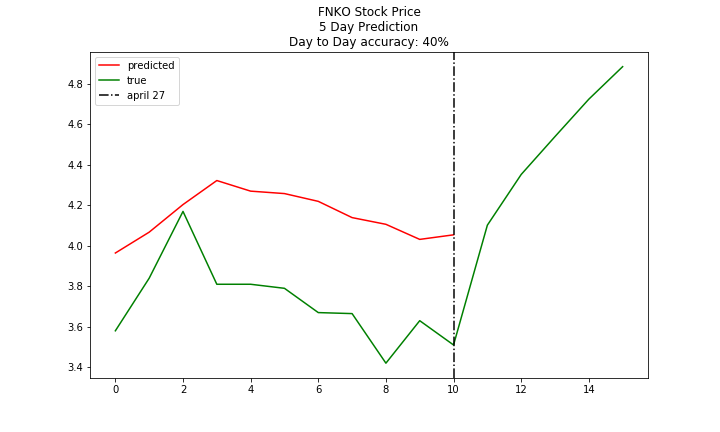 FNKO Stock Price
5 Day Prediction
Day to Day accuracy: 40%
predicted
true
april 27
4.8
4.6
4.4
4.2
4.0
3.8
3.6
3.4
0 2 4 6 8 10 12 14